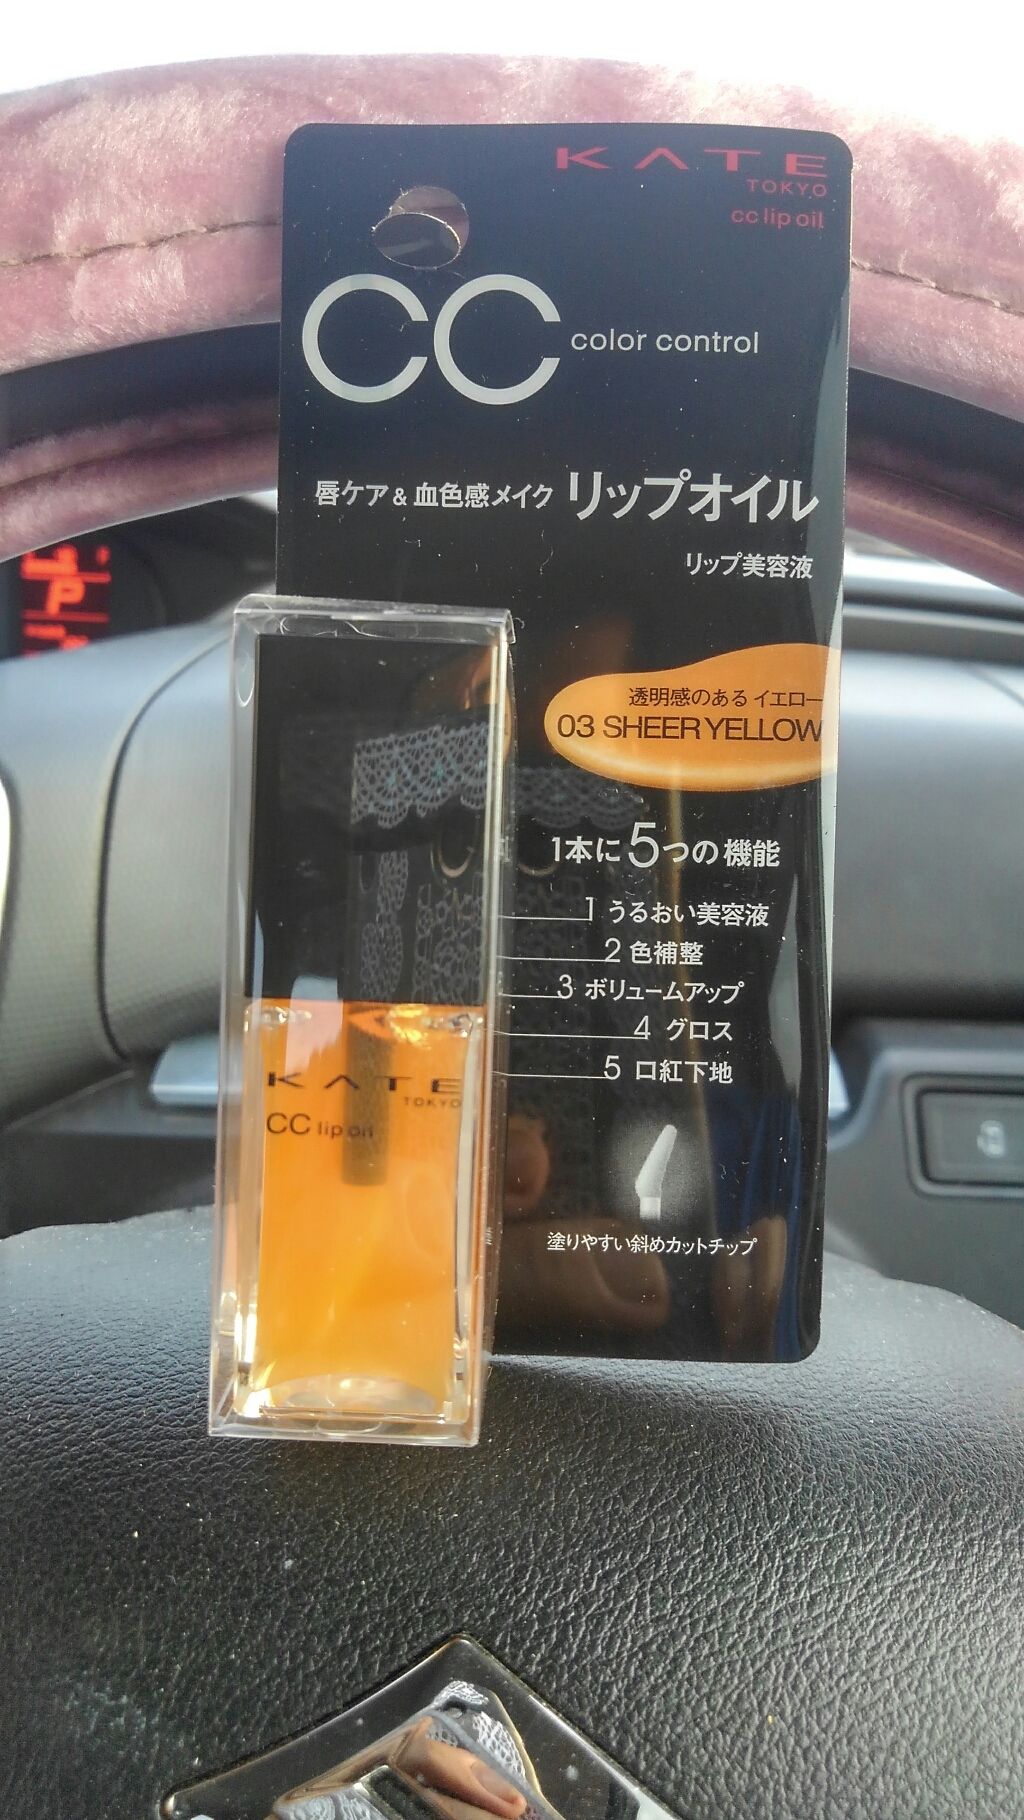 KATE
TOKYO
cc lip oil
CC color control
唇ケア&血色感メイク リップオイル
リップ美容液
透明感のある イエロー
03 SHEER YELLOW
1本に5つの機能
1 うるおい美容液
2 色補整
3 ボリュームアップ
4 グロス
5 口紅下地
塗りやすい斜めカットチップ
KATE
TOKYO
CC lip oil
P